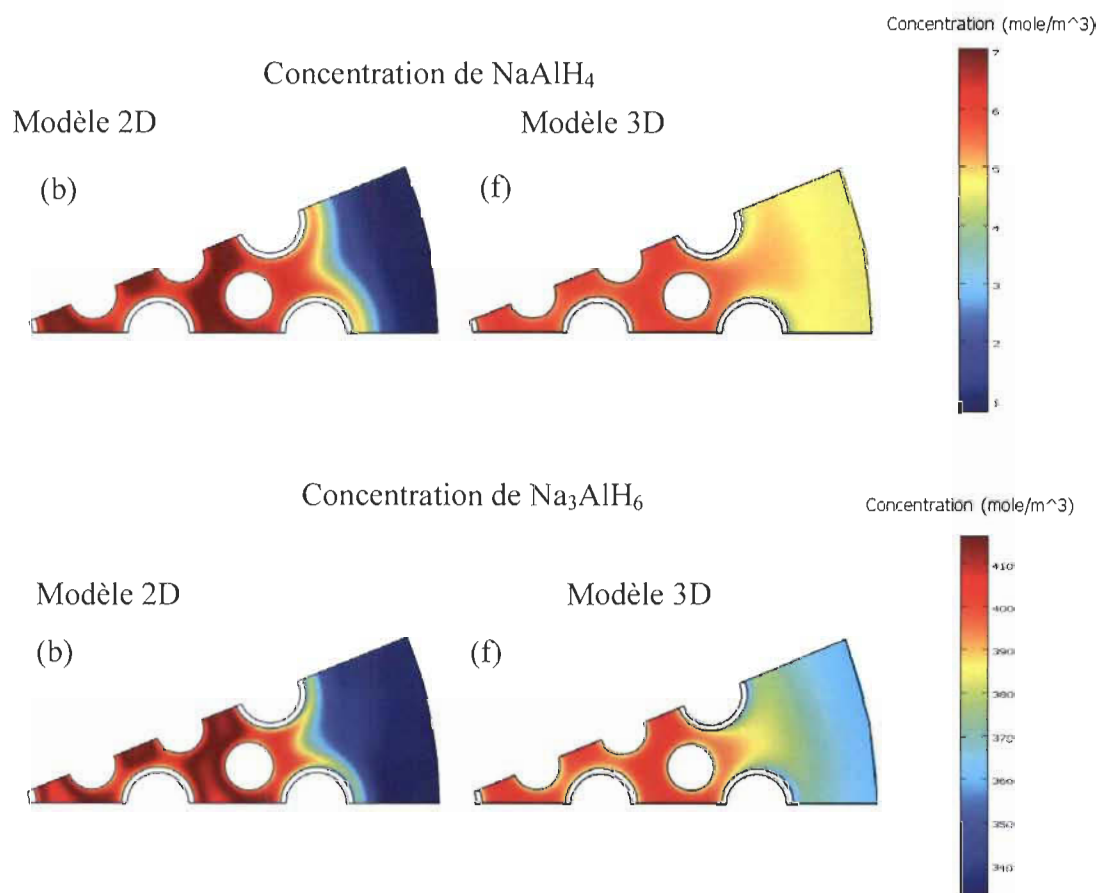 Concentration (mole/m^3)
Concentration de NaAlH₄
Modèle 2D
Modèle 3D
(b)
(f)
7
6
5
4
3
2
1
Concentration de Na₃AlH₆
Concentration (mole/m^3)
Modèle 2D
Modèle 3D
(b)
(f)
410
400
390
380
370
360
350
340